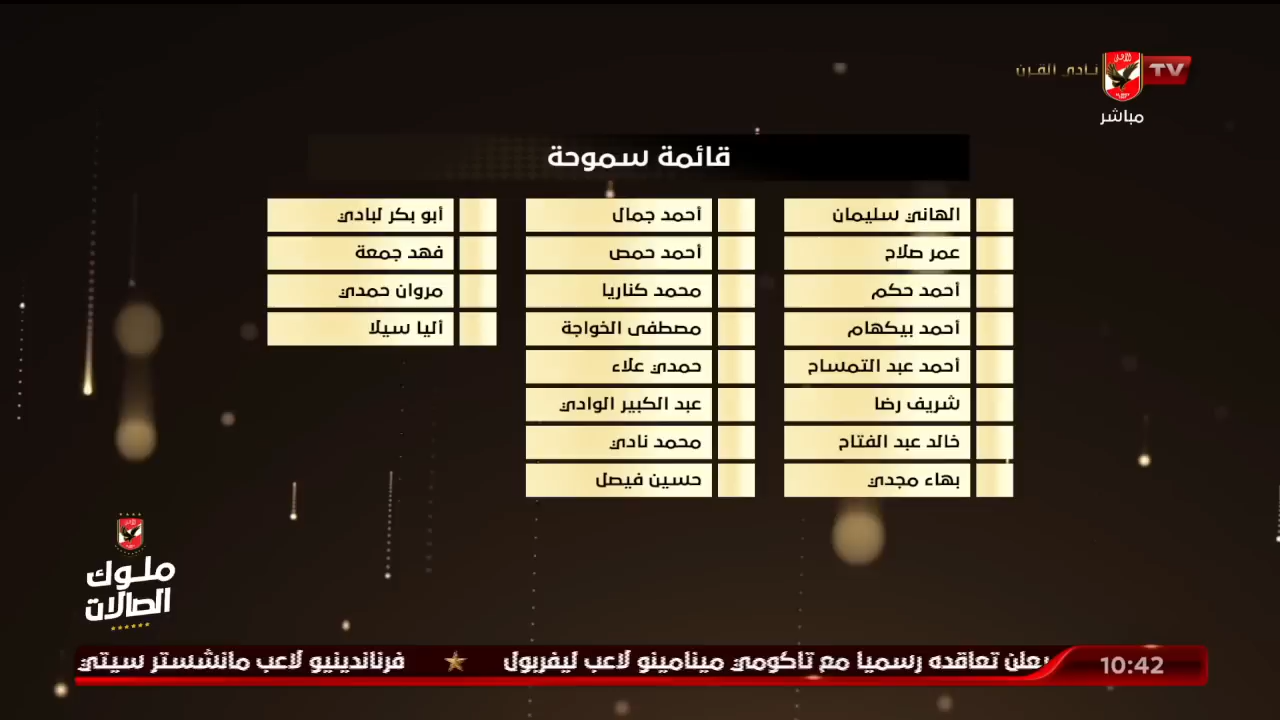 نادي القرن
TV
مباشر
قائمة سموحة
الهاني سليمان
عمر صلاح
أحمد حكم
أحمد بيكهام
أحمد عبد التمساح
شريف رضا
خالد عبد الفتاح
بهاء مجدي
أحمد جمال
أحمد حمص
محمد كناريا
مصطفى الخواجة
حمدي علاء
عبد الكبير الوادي
محمد نادي
حسين فيصل
أبو بكر لبادي
فهد جمعة
مروان حمدي
أليا سيلا
ملوك
الصالات
10:42
يعلن تعاقده رسميا مع تاكومي مينامينو لاعب ليفربول ★ فرناندينيو لاعب مانشستر سيتي